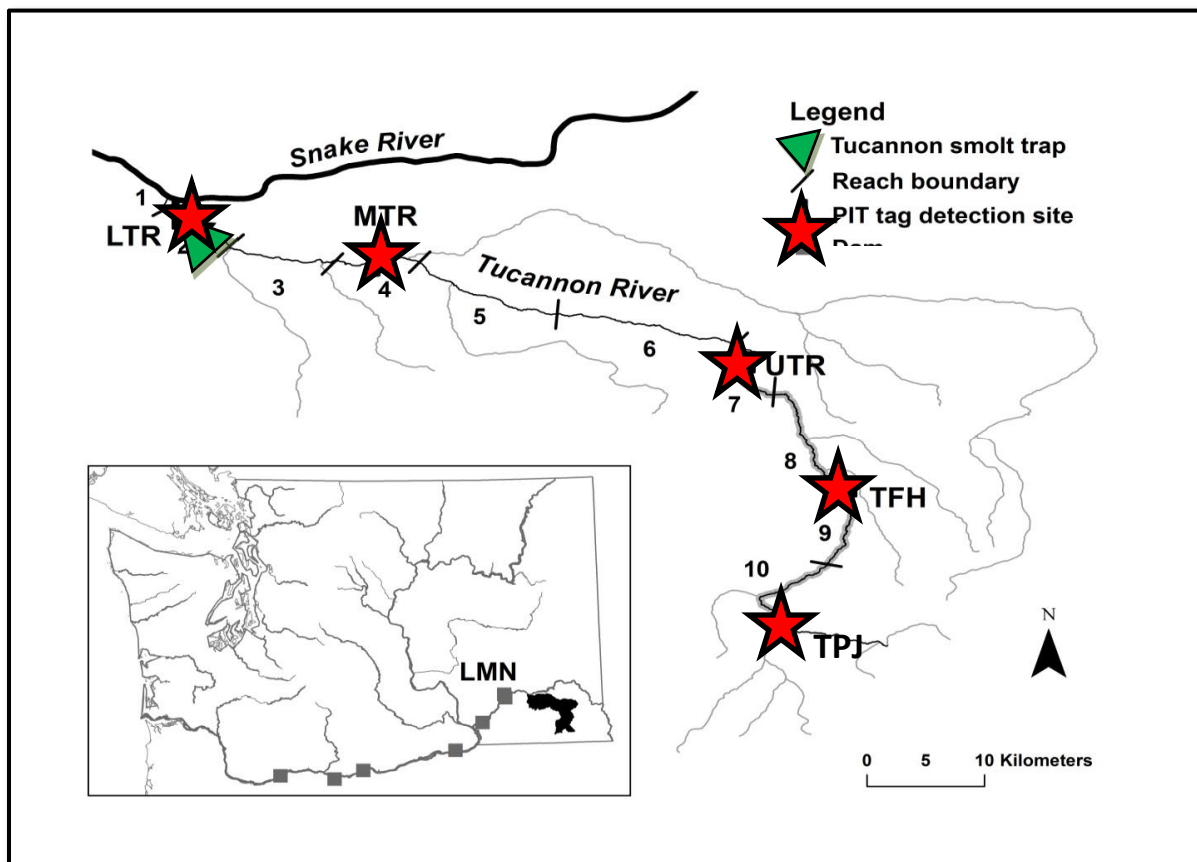 Legend
Tucannon smolt trap
Reach boundary
PIT tag detection site
Snake River
1
LTR
MTR
3
4
Tucannon River
5
6
UTR
7
8
TFH
9
10
TPJ
LMN
N
0 5 10 Kilometers